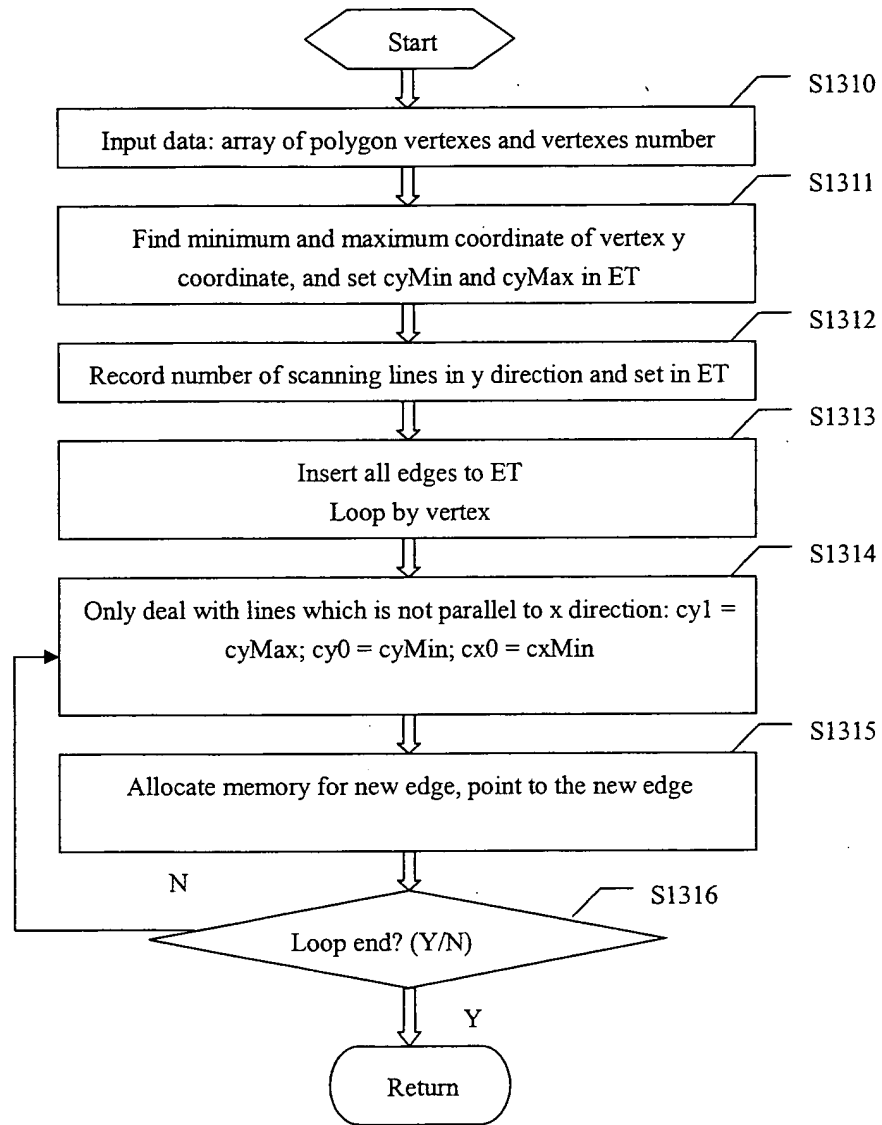 Start
S1310
Input data: array of polygon vertexes and vertexes number
S1311
Find minimum and maximum coordinate of vertex y
coordinate, and set cyMin and cyMax in ET
S1312
Record number of scanning lines in y direction and set in ET
S1313
Insert all edges to ET
Loop by vertex
S1314
Only deal with lines which is not parallel to x direction: cy1 =
cyMax; cy0 = cyMin; cx0 = cxMin
S1315
Allocate memory for new edge, point to the new edge
N
S1316
Loop end? (Y/N)
Y
Return